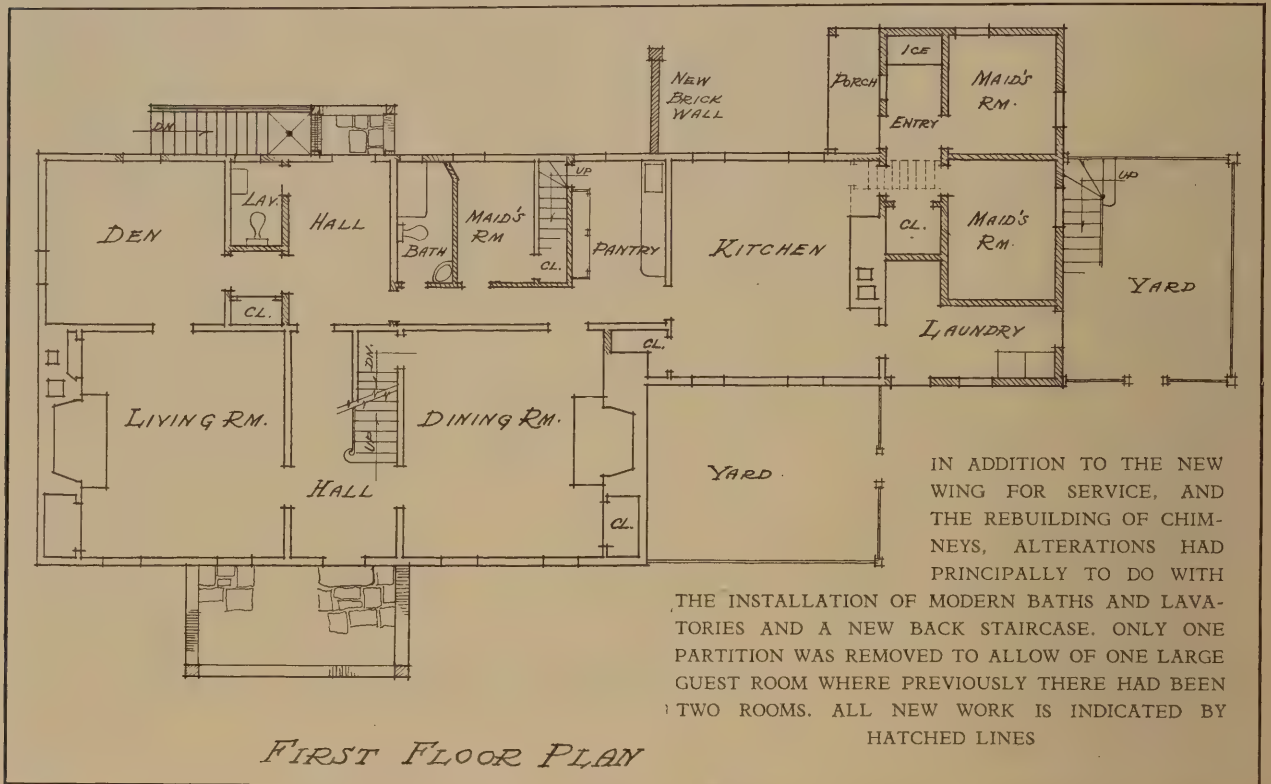 ICE
PORCH
MAID'S
RM.
NEW
BRICK
WALL
ENTRY
DN
UP
UP
LAV.
HALL
DEN
BATH
MAID'S
RM
CL.
PANTRY
KITCHEN
CL.
MAID'S
RM.
YARD
CL.
LAUNDRY
CL.
DN.
UP
LIVING RM.
HALL
DINING RM.
YARD
CL.
IN ADDITION TO THE NEW
WING FOR SERVICE, AND
THE REBUILDING OF CHIM-
NEYS, ALTERATIONS HAD
PRINCIPALLY TO DO WITH
THE INSTALLATION OF MODERN BATHS AND LAVA-
TORIES AND A NEW BACK STAIRCASE. ONLY ONE
PARTITION WAS REMOVED TO ALLOW OF ONE LARGE
GUEST ROOM WHERE PREVIOUSLY THERE HAD BEEN
TWO ROOMS. ALL NEW WORK IS INDICATED BY
HATCHED LINES
FIRST FLOOR PLAN